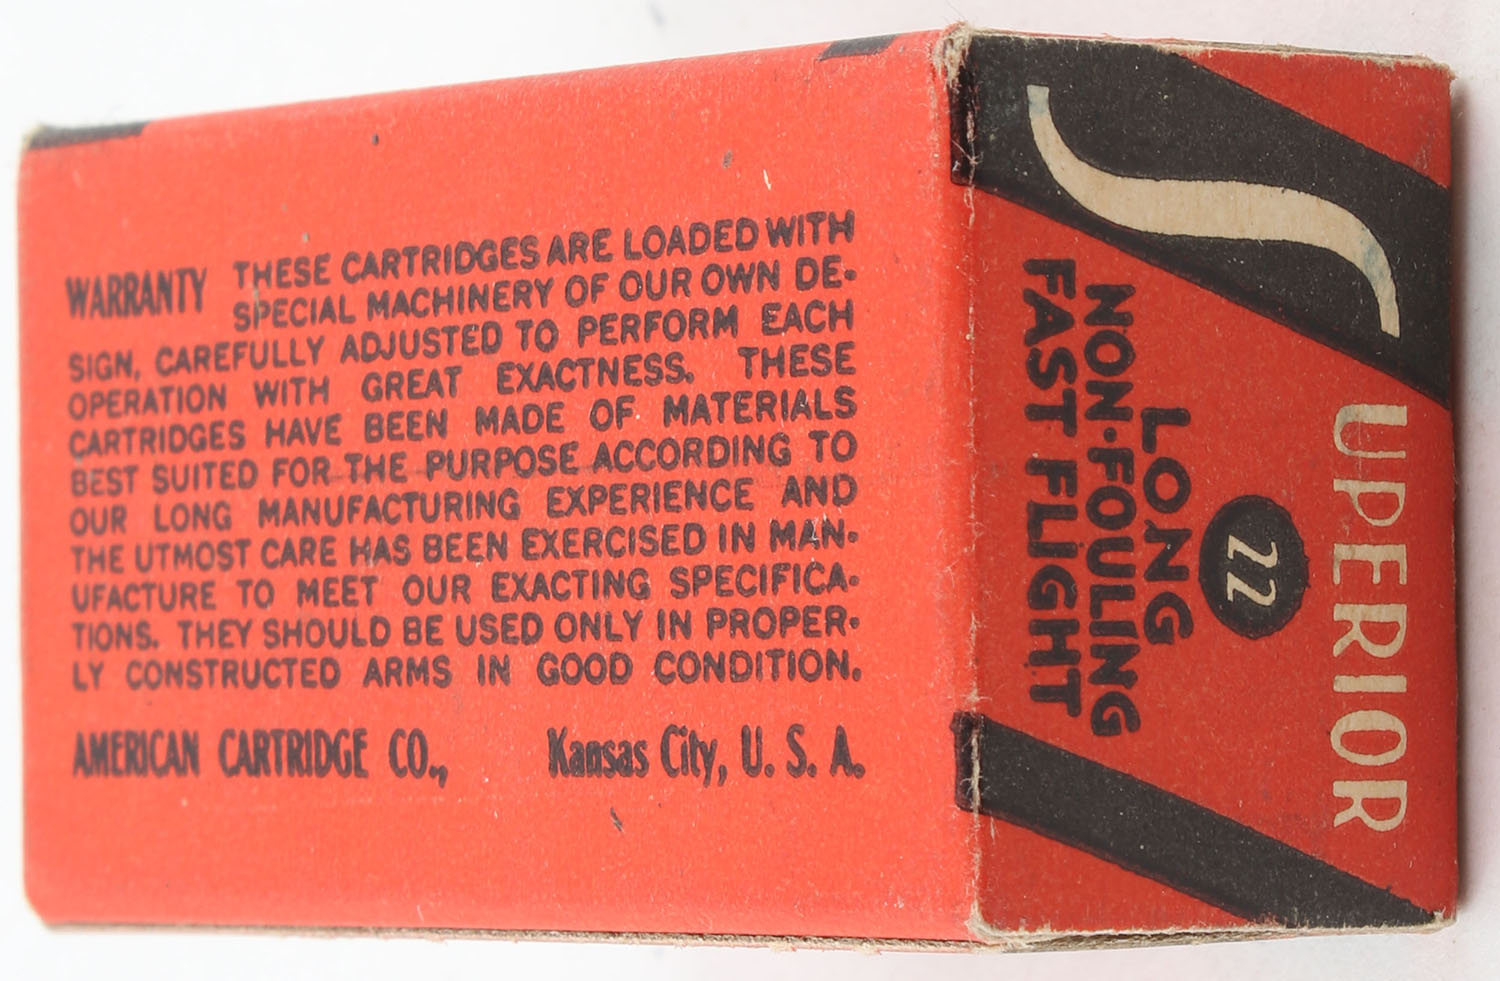 WARRANTY THESE CARTRIDGES ARE LOADED WITH
SPECIAL MACHINERY OF OUR OWN DE-
SIGN, CAREFULLY ADJUSTED TO PERFORM EACH
OPERATION WITH GREAT EXACTNESS. THESE
CARTRIDGES HAVE BEEN MADE OF MATERIALS
BEST SUITED FOR THE PURPOSE ACCORDING TO
OUR LONG MANUFACTURING EXPERIENCE AND
THE UTMOST CARE HAS BEEN EXERCISED IN MAN-
UFACTURE TO MEET OUR EXACTING SPECIFICA-
TIONS. THEY SHOULD BE USED ONLY IN PROPER-
LY CONSTRUCTED ARMS IN GOOD CONDITION.
AMERICAN CARTRIDGE CO., Kansas City, U. S. A.
SUPERIOR
22
LONG
NON-FOULING
FAST FLIGHT